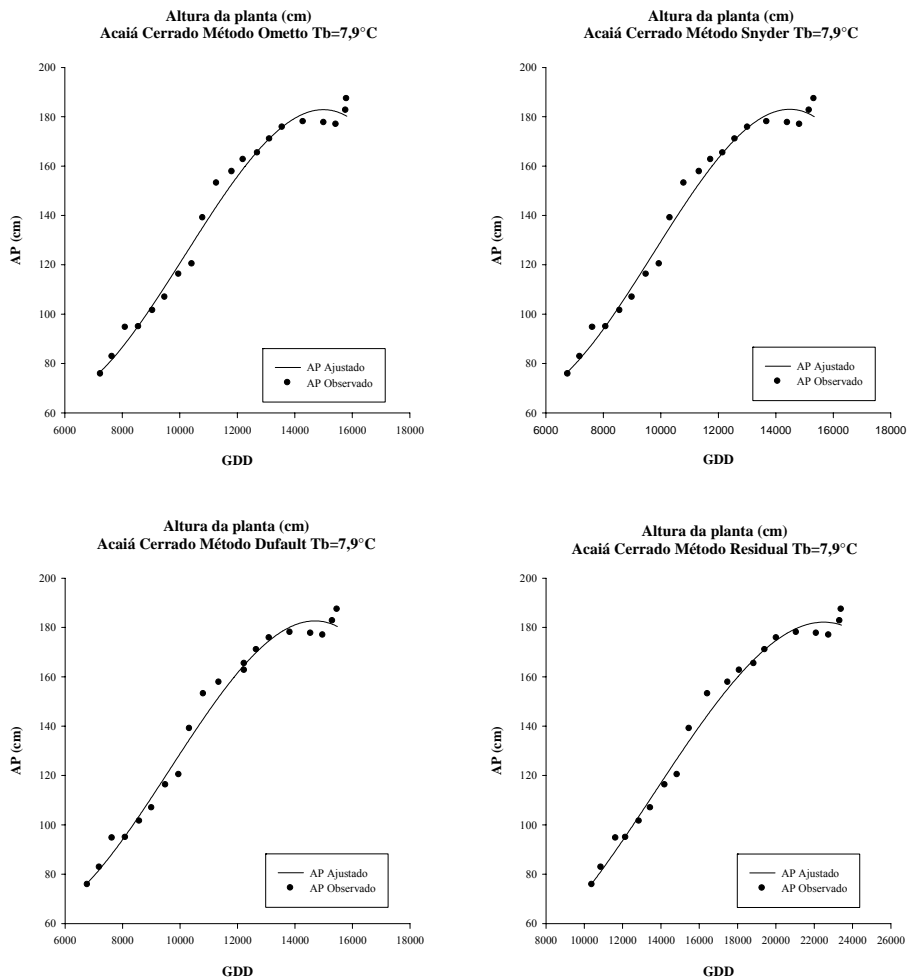 Altura da planta (cm)
Acaiá Cerrado Método Ometto Tb=7,9°C
200
180
160
140
120
100
80
60
AP (cm)
AP Ajustado
AP Observado
6000 8000 10000 12000 14000 16000 18000
GDD
Altura da planta (cm)
Acaiá Cerrado Método Snyder Tb=7,9°C
200
180
160
140
120
100
80
60
AP (cm)
AP Ajustado
AP Observado
6000 8000 10000 12000 14000 16000 18000
GDD
Altura da planta (cm)
Acaiá Cerrado Método Dufault Tb=7,9°C
200
180
160
140
120
100
80
60
AP (cm)
AP Ajustado
AP Observado
6000 8000 10000 12000 14000 16000 18000
GDD
Altura da planta (cm)
Acaiá Cerrado Método Residual Tb=7,9°C
200
180
160
140
120
100
80
60
AP (cm)
AP Ajustado
AP Observado
8000 10000 12000 14000 16000 18000 20000 22000 24000 26000
GDD